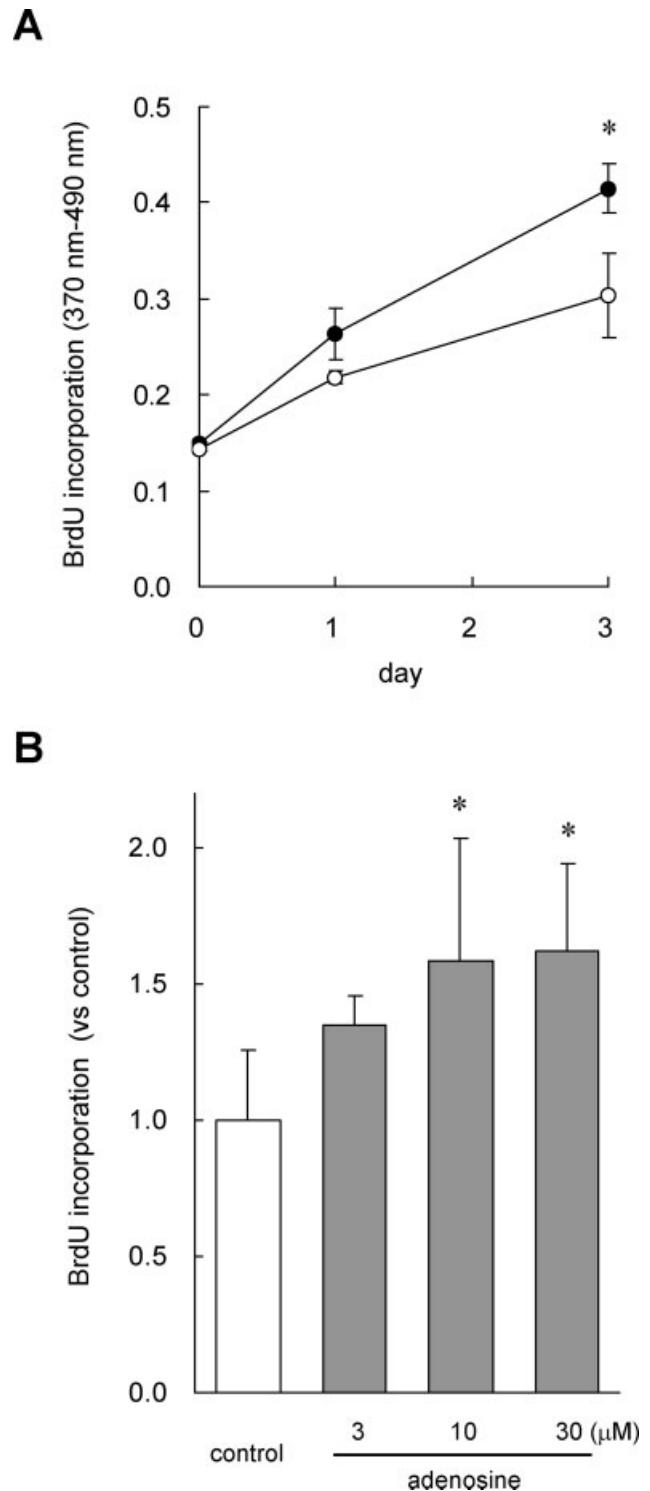 A
BrdU incorporation (370 nm-490 nm)
0.5
0.4
0.3
0.2
0.1
0.0
*
0 1 2 3
day
B
BrdU incorporation (vs control)
2.0
1.5
1.0
0.5
0.0
* *
control 3 10 30 (μM)
adenosine